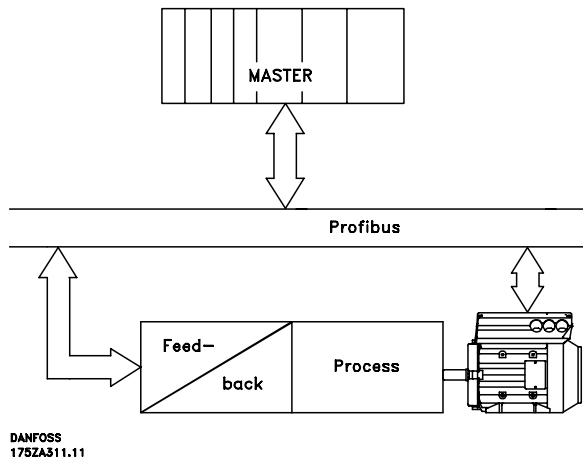 MASTER
Profibus
Feed-
back
Process
DANFOSS
175ZA311.11